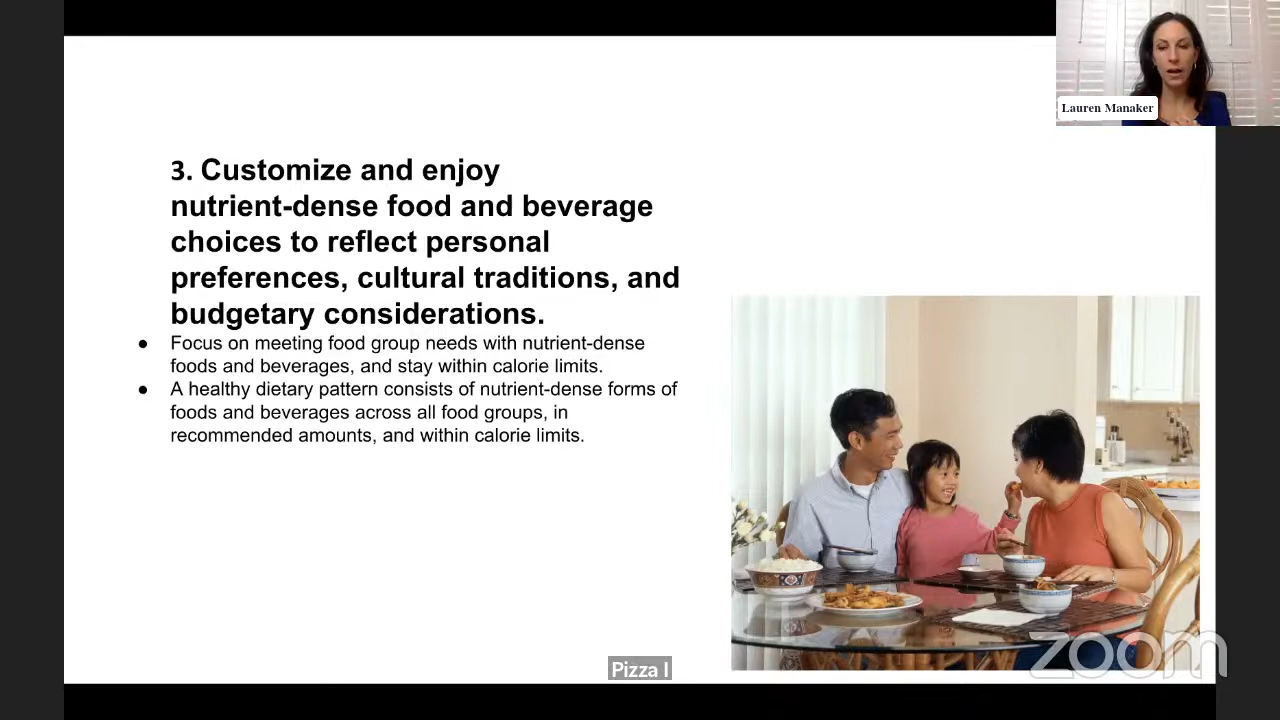 Lauren Manaker
3. Customize and enjoy
nutrient-dense food and beverage
choices to reflect personal
preferences, cultural traditions, and
budgetary considerations.
● Focus on meeting food group needs with nutrient-dense
foods and beverages, and stay within calorie limits.
● A healthy dietary pattern consists of nutrient-dense forms of
foods and beverages across all food groups, in
recommended amounts, and within calorie limits.
Pizza I
zoom